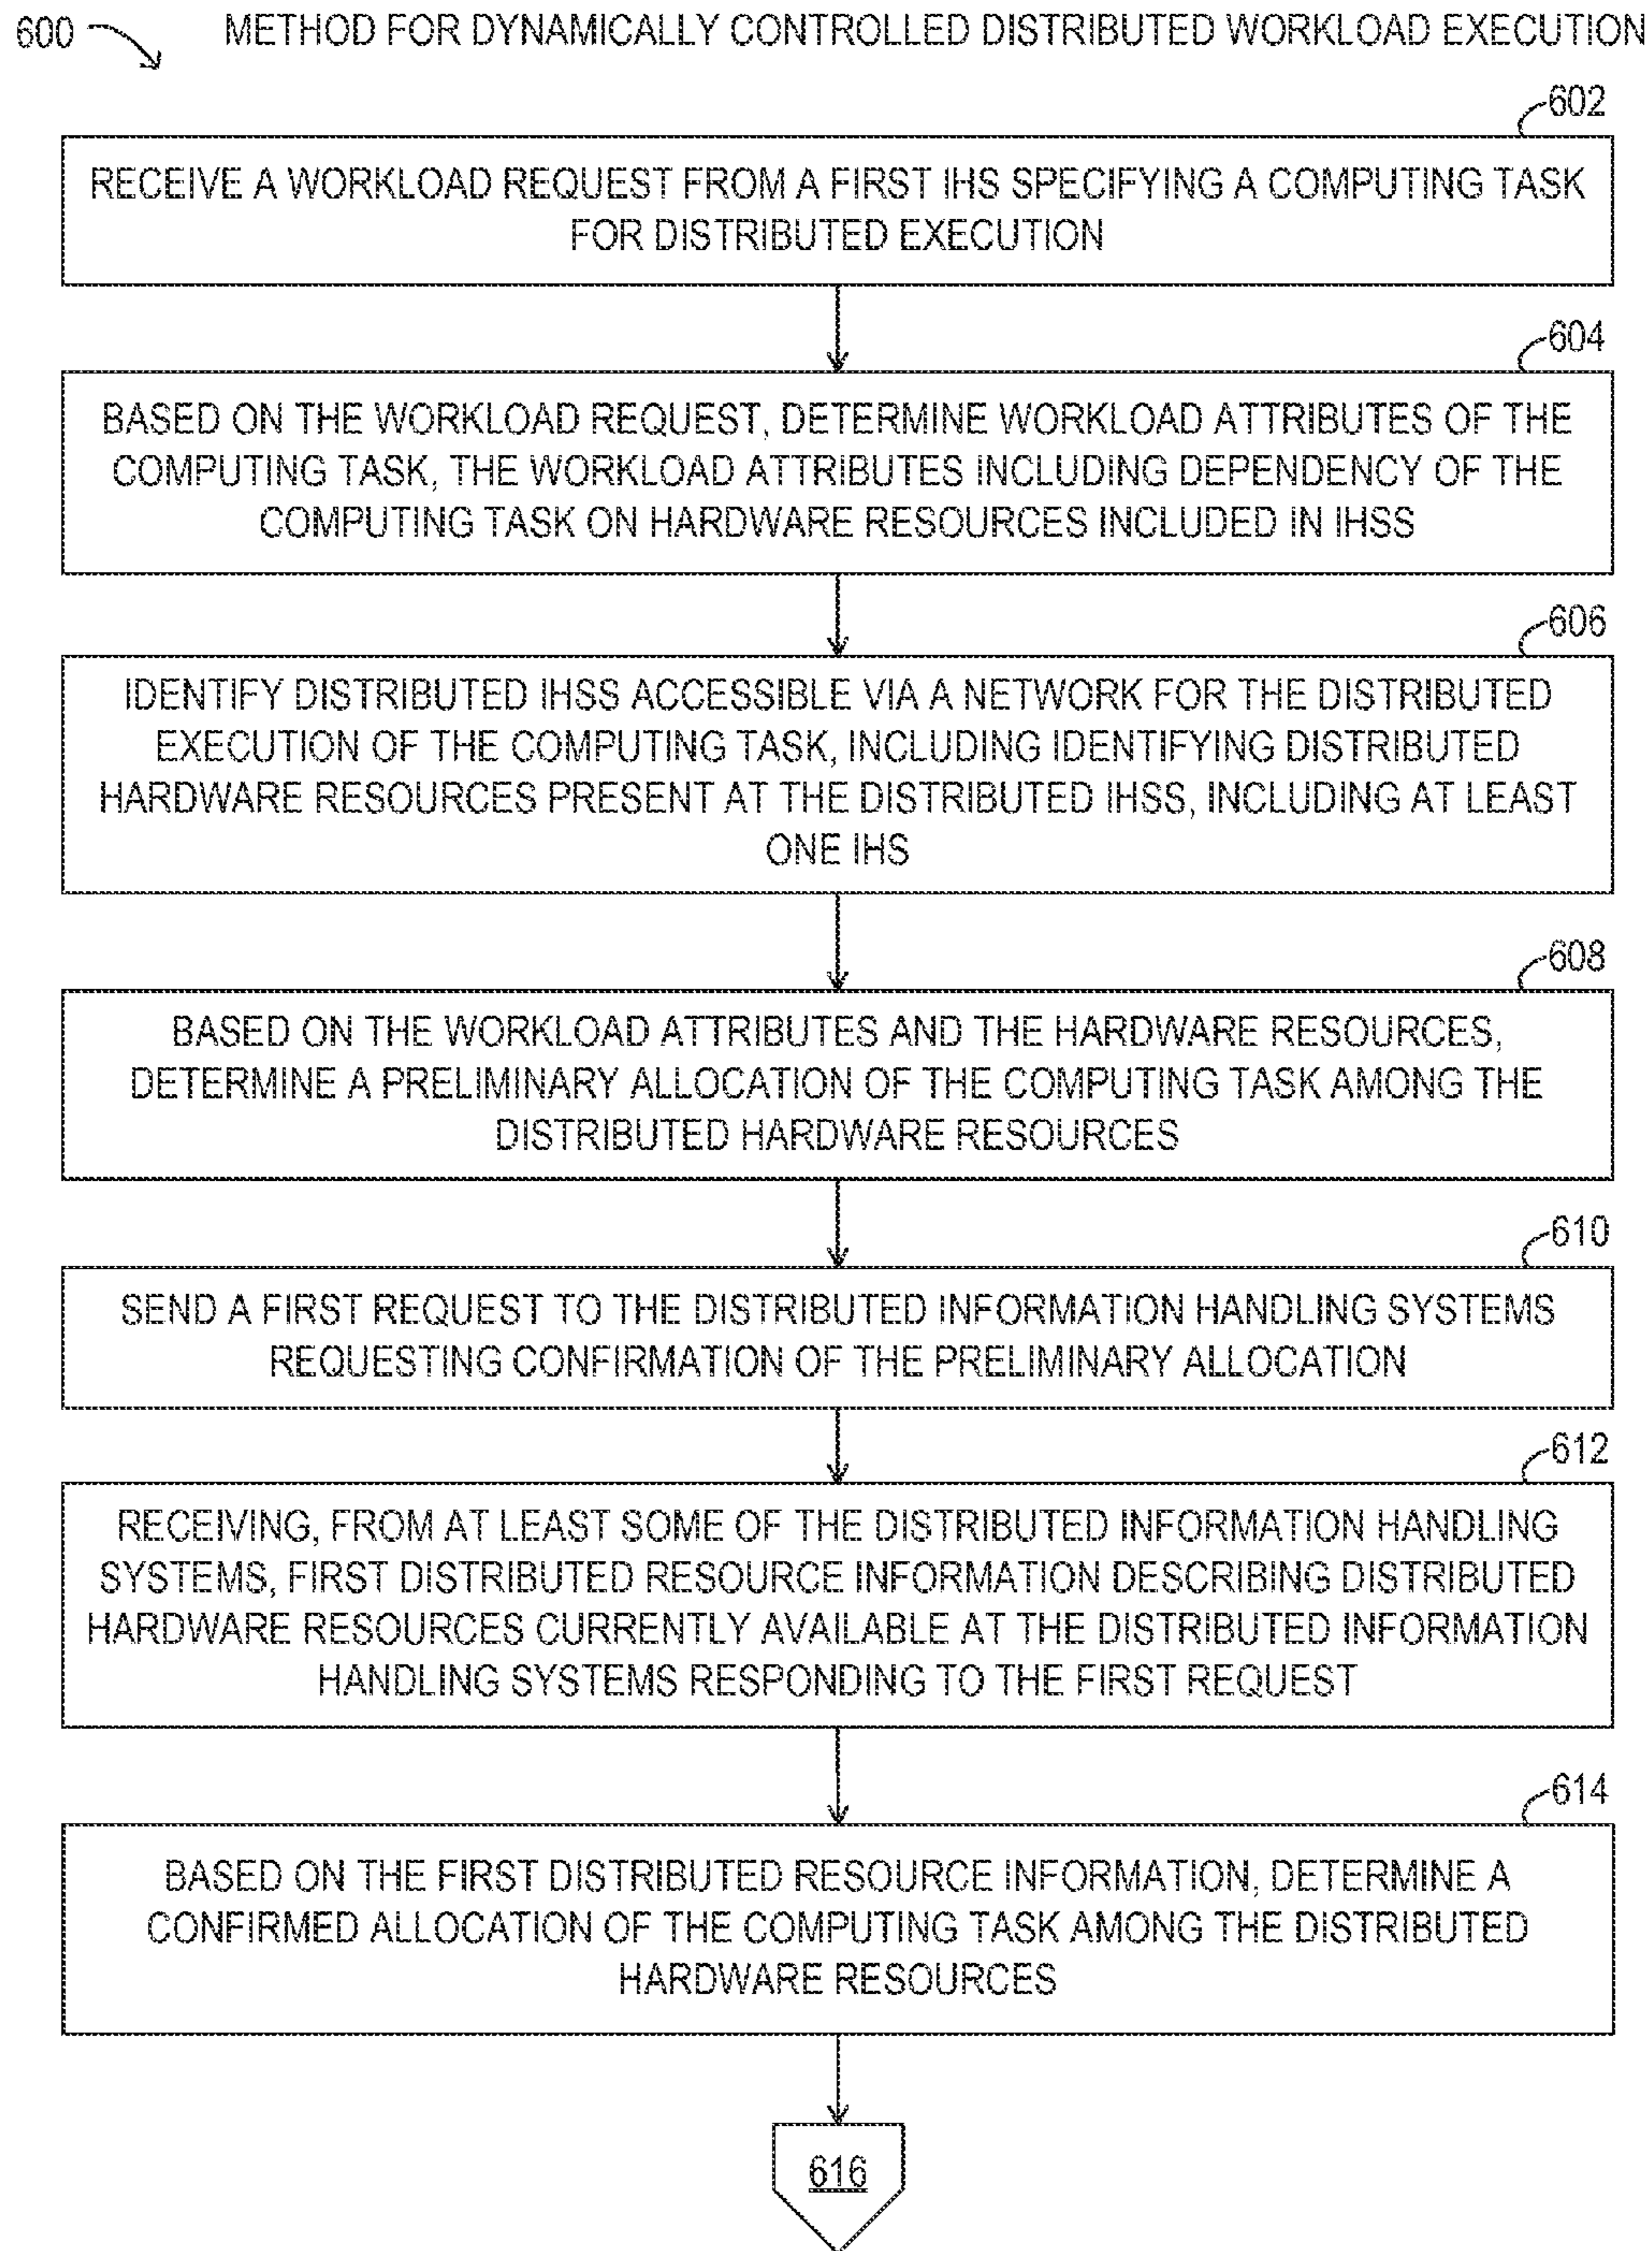 600 METHOD FOR DYNAMICALLY CONTROLLED DISTRIBUTED WORKLOAD EXECUTION
602
RECEIVE A WORKLOAD REQUEST FROM A FIRST IHS SPECIFYING A COMPUTING TASK
FOR DISTRIBUTED EXECUTION
604
BASED ON THE WORKLOAD REQUEST, DETERMINE WORKLOAD ATTRIBUTES OF THE
COMPUTING TASK, THE WORKLOAD ATTRIBUTES INCLUDING DEPENDENCY OF THE
COMPUTING TASK ON HARDWARE RESOURCES INCLUDED IN IHSS
606
IDENTIFY DISTRIBUTED IHSS ACCESSIBLE VIA A NETWORK FOR THE DISTRIBUTED
EXECUTION OF THE COMPUTING TASK, INCLUDING IDENTIFYING DISTRIBUTED
HARDWARE RESOURCES PRESENT AT THE DISTRIBUTED IHSS, INCLUDING AT LEAST
ONE IHS
608
BASED ON THE WORKLOAD ATTRIBUTES AND THE HARDWARE RESOURCES,
DETERMINE A PRELIMINARY ALLOCATION OF THE COMPUTING TASK AMONG THE
DISTRIBUTED HARDWARE RESOURCES
610
SEND A FIRST REQUEST TO THE DISTRIBUTED INFORMATION HANDLING SYSTEMS
REQUESTING CONFIRMATION OF THE PRELIMINARY ALLOCATION
612
RECEIVING, FROM AT LEAST SOME OF THE DISTRIBUTED INFORMATION HANDLING
SYSTEMS, FIRST DISTRIBUTED RESOURCE INFORMATION DESCRIBING DISTRIBUTED
HARDWARE RESOURCES CURRENTLY AVAILABLE AT THE DISTRIBUTED INFORMATION
HANDLING SYSTEMS RESPONDING TO THE FIRST REQUEST
614
BASED ON THE FIRST DISTRIBUTED RESOURCE INFORMATION, DETERMINE A
CONFIRMED ALLOCATION OF THE COMPUTING TASK AMONG THE DISTRIBUTED
HARDWARE RESOURCES
616